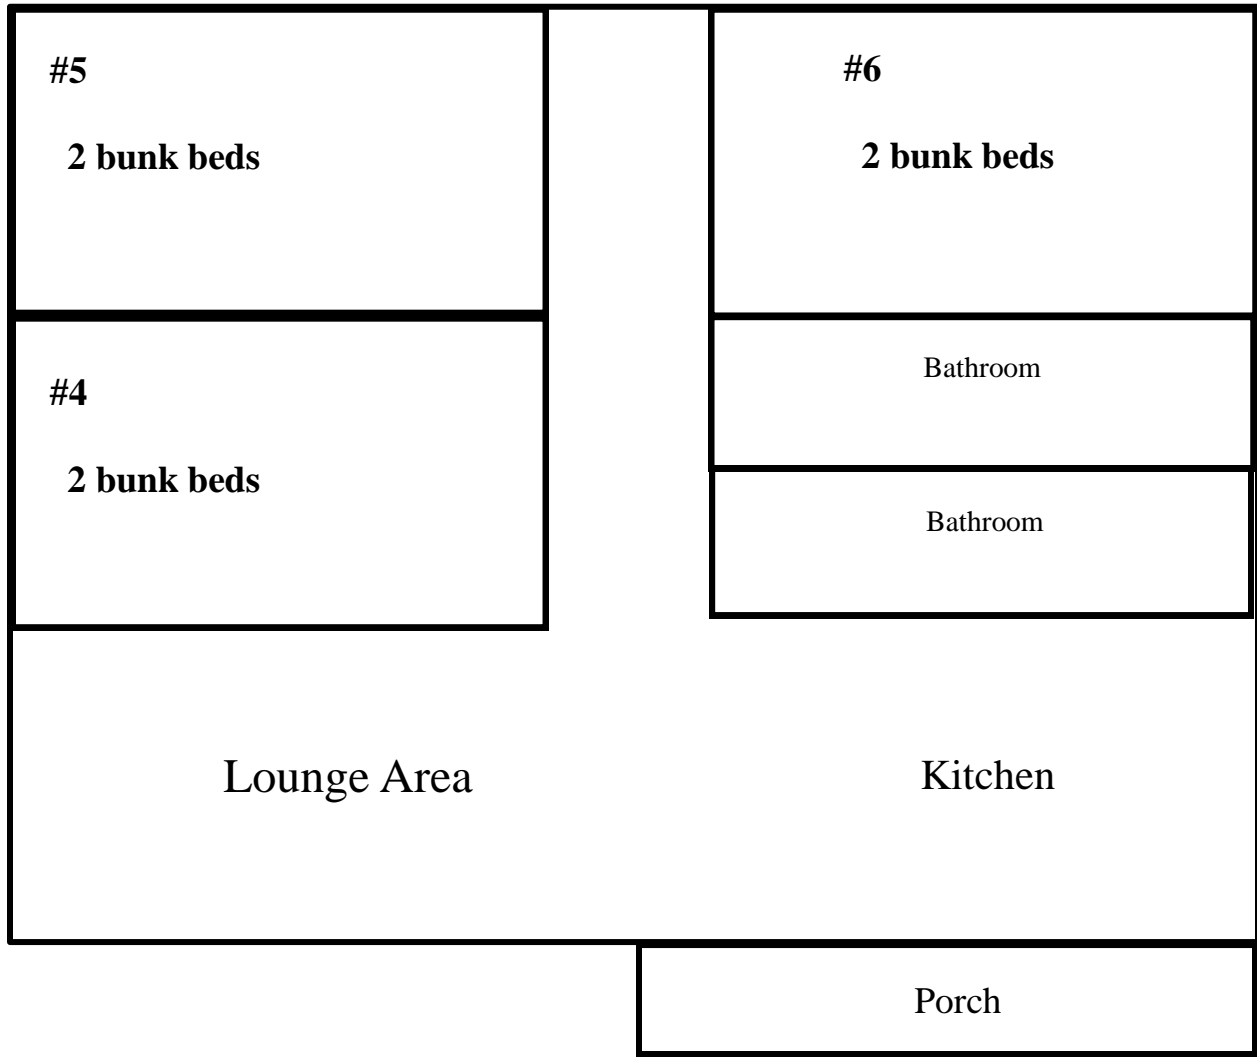 #5
2 bunk beds
#6
2 bunk beds
#4
2 bunk beds
Bathroom
Bathroom
Lounge Area
Kitchen
Porch